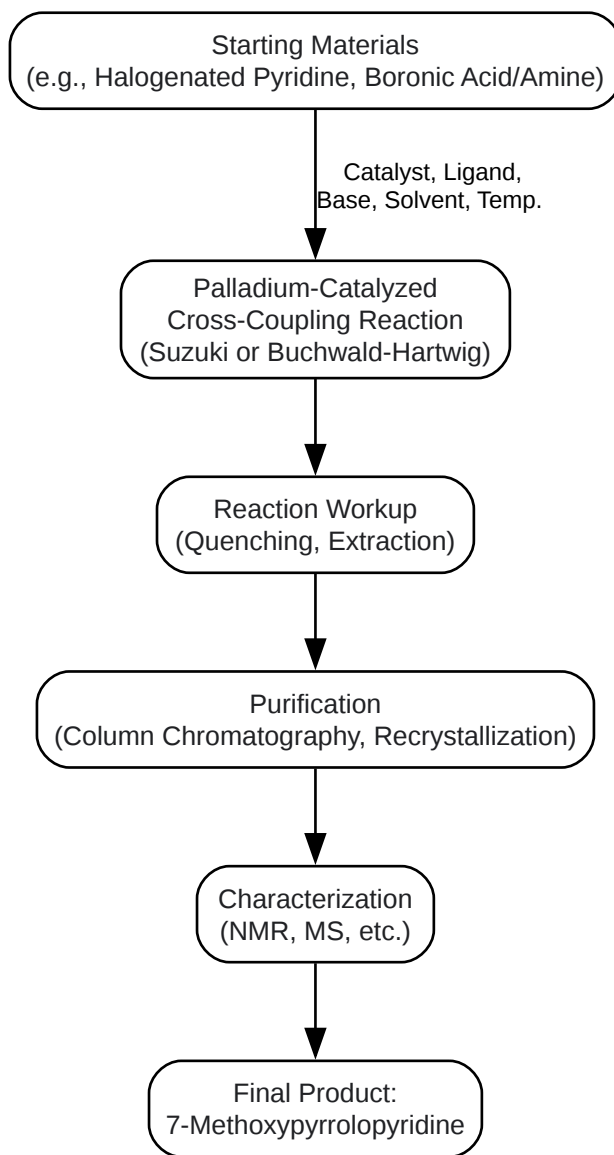 Starting Materials
(e.g., Halogenated Pyridine, Boronic Acid/Amine)
Catalyst, Ligand,
Base, Solvent, Temp.
Palladium-Catalyzed
Cross-Coupling Reaction
(Suzuki or Buchwald-Hartwig)
Reaction Workup
(Quenching, Extraction)
Purification
(Column Chromatography, Recrystallization)
Characterization
(NMR, MS, etc.)
Final Product:
7-Methoxypyrrolopyridine